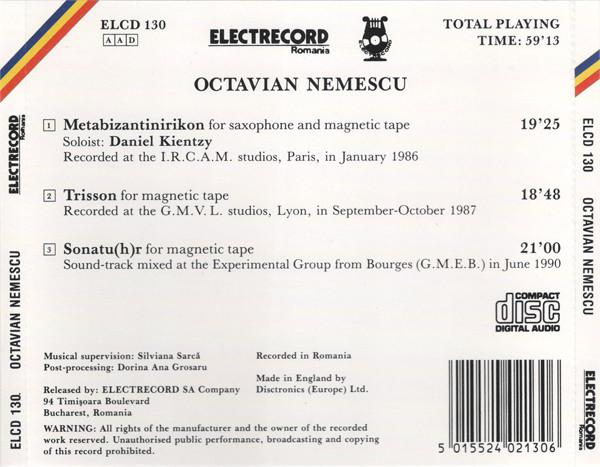 ELCD 130
AAD
ELECTRECORD
Romania
ELECTRECORD
TOTAL PLAYING
TIME: 59'13
OCTAVIAN NEMESCU
1 Metabizantinirikon for saxophone and magnetic tape 19'25
Soloist: Daniel Kientzy
Recorded at the I.R.C.A.M. studios, Paris, in January 1986
2 Trisson for magnetic tape 18'48
Recorded at the G.M.V.L. studios, Lyon, in September-October 1987
3 Sonatu(h)r for magnetic tape 21'00
Sound-track mixed at the Experimental Group from Bourges (G.M.E.B.) in June 1990
COMPACT
disc
DIGITAL AUDIO
Musical supervision: Silviana Sarcă
Post-processing: Dorina Ana Grosaru
Released by: ELECTRECORD SA Company
94 Timişoara Boulevard
Bucharest, Romania
Recorded in Romania
Made in England by
Disctronics (Europe) Ltd.
WARNING: All rights of the manufacturer and the owner of the recorded
work reserved. Unauthorised public performance, broadcasting and copying
of this record prohibited.
5 015524 021306
ELCD 130 OCTAVIAN NEMESCU ELECTRECORD Romania
ELCD 130 OCTAVIAN NEMESCU ELECTRECORD Romania